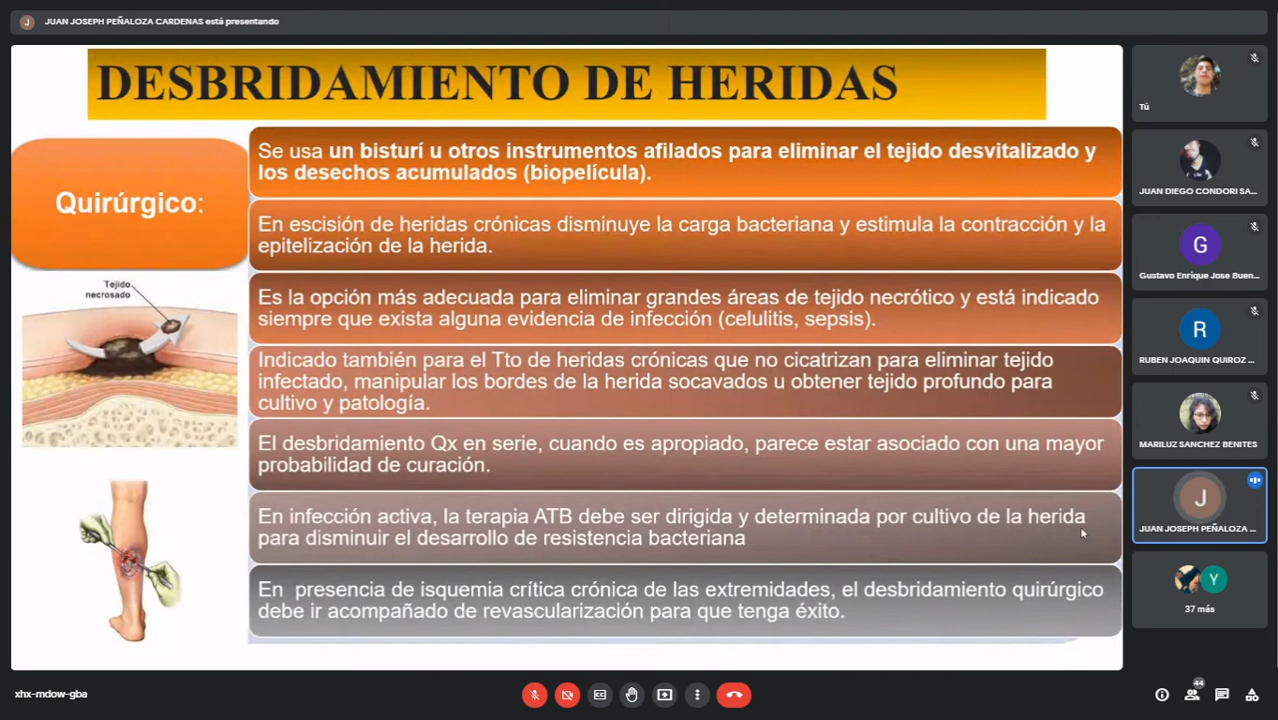 J JUAN JOSEPH PEÑALOZA CARDENAS está presentando
DESBRIDAMIENTO DE HERIDAS
Quirúrgico:
Tejido
necrosado
Se usa un bisturí u otros instrumentos afilados para eliminar el tejido desvitalizado y
los desechos acumulados (biopelícula).
En escisión de heridas crónicas disminuye la carga bacteriana y estimula la contracción y la
epitelización de la herida.
Es la opción más adecuada para eliminar grandes áreas de tejido necrótico y está indicado
siempre que exista alguna evidencia de infección (celulitis, sepsis).
Indicado también para el Tto de heridas crónicas que no cicatrizan para eliminar tejido
infectado, manipular los bordes de la herida socavados u obtener tejido profundo para
cultivo y patología.
El desbridamiento Qx en serie, cuando es apropiado, parece estar asociado con una mayor
probabilidad de curación.
En infección activa, la terapia ATB debe ser dirigida y determinada por cultivo de la herida
para disminuir el desarrollo de resistencia bacteriana
En  presencia de isquemia crítica crónica de las extremidades, el desbridamiento quirúrgico
debe ir acompañado de revascularización para que tenga éxito.
Tú
JUAN DIEGO CONDORI SA...
G
Gustavo Enrique Jose Buen...
R
RUBEN JOAQUIN QUIROZ ...
MARILUZ SANCHEZ BENITES
J
JUAN JOSEPH PEÑALOZA ...
Y
37 más
xhx-mdow-gba
44